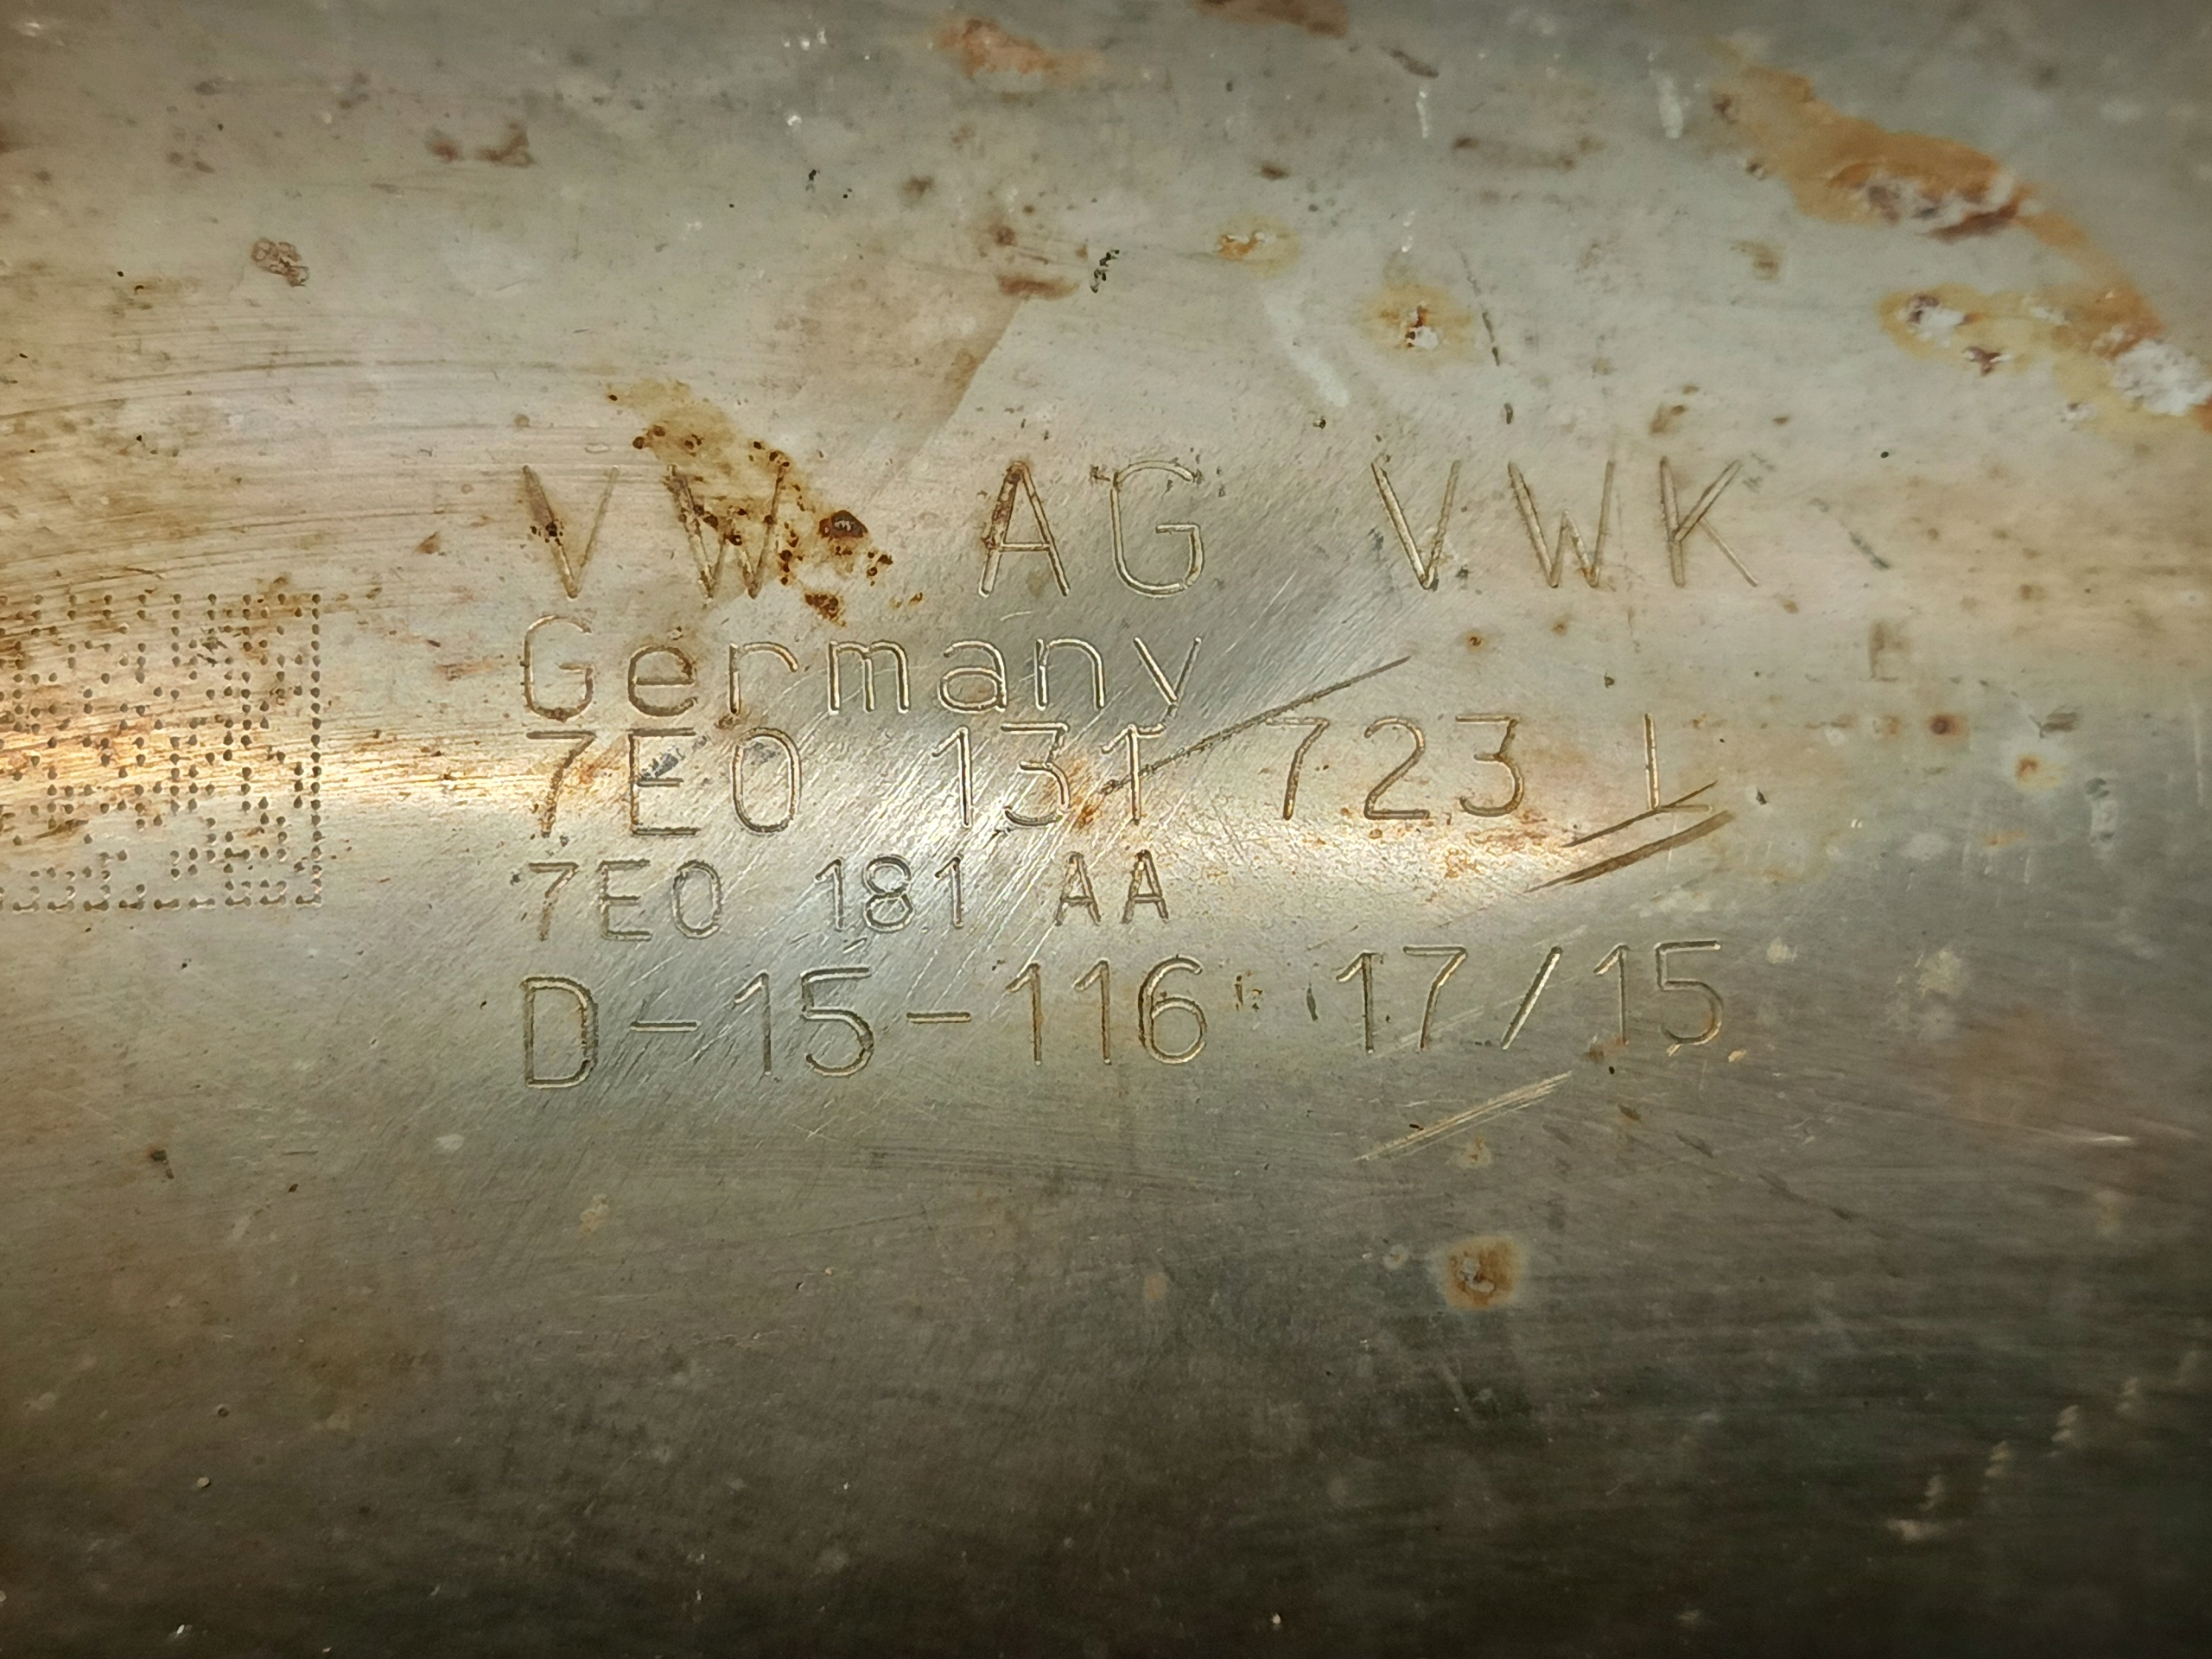 VW AG VWK
Germany
7E0 131 723 L
7E0 181 AA
D-15-116 17/15